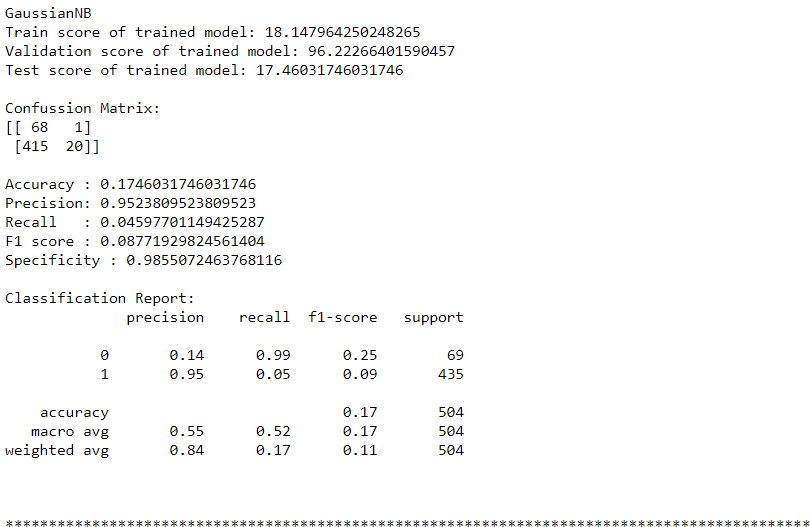 GaussianNB
Train score of trained model: 18.147964250248265
Validation score of trained model: 96.22266401590457
Test score of trained model: 17.46031746031746
Confussion Matrix:
[[ 68   1]
 [415  20]]
Accuracy : 0.1746031746031746
Precision: 0.9523809523809523
Recall   : 0.04597701149425287
F1 score : 0.08771929824561404
Specificity : 0.9855072463768116
Classification Report:
              precision    recall  f1-score   support
           0       0.14      0.99      0.25        69
           1       0.95      0.05      0.09       435
    accuracy                           0.17       504
   macro avg       0.55      0.52      0.17       504
weighted avg       0.84      0.17      0.11       504
*********************************************************************************************